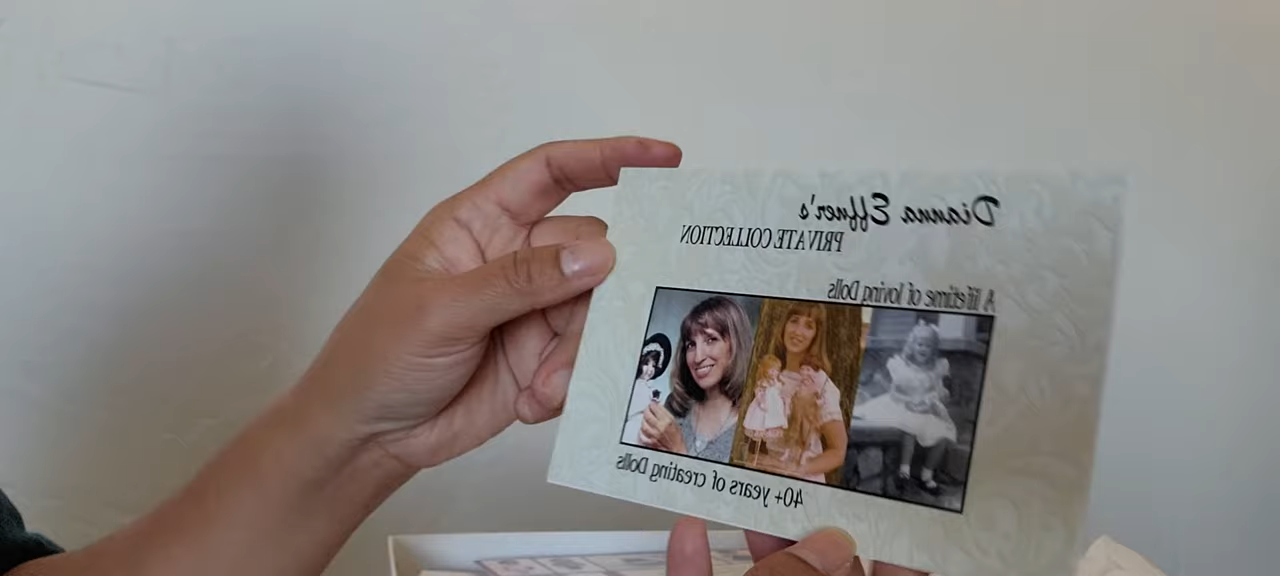 Dianna Effner's
PRIVATE COLLECTION
A lifetime of loving Dolls
40+ years of creating Dolls